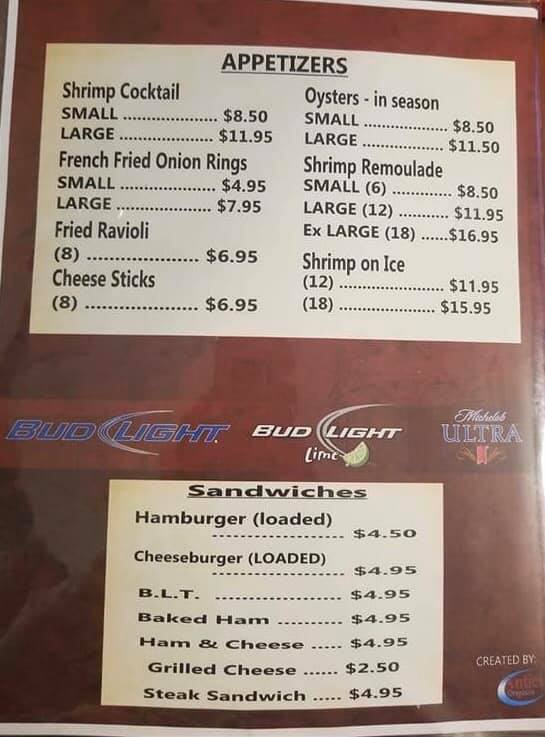 APPETIZERS
Shrimp Cocktail
SMALL .................. $8.50
LARGE .................. $11.95
French Fried Onion Rings
SMALL .................. $4.95
LARGE .................. $7.95
Fried Ravioli
(8) ..................... $6.95
Cheese Sticks
(8) ..................... $6.95
Oysters - in season
SMALL ................ $8.50
LARGE ................ $11.50
Shrimp Remoulade
SMALL (6) ........... $8.50
LARGE (12) .......... $11.95
Ex LARGE (18) ......$16.95
Shrimp on Ice
(12) ................... $11.95
(18) ................... $15.95
BUD LIGHT
BUD LIGHT
Lime
Michelob
ULTRA
Sandwiches
Hamburger (loaded)
-------------------- $4.50
Cheeseburger (LOADED)
-------------------- $4.95
B.L.T. ------------------- $4.95
Baked Ham ---------- $4.95
Ham & Cheese ..... $4.95
Grilled Cheese ...... $2.50
Steak Sandwich ..... $4.95
CREATED BY: